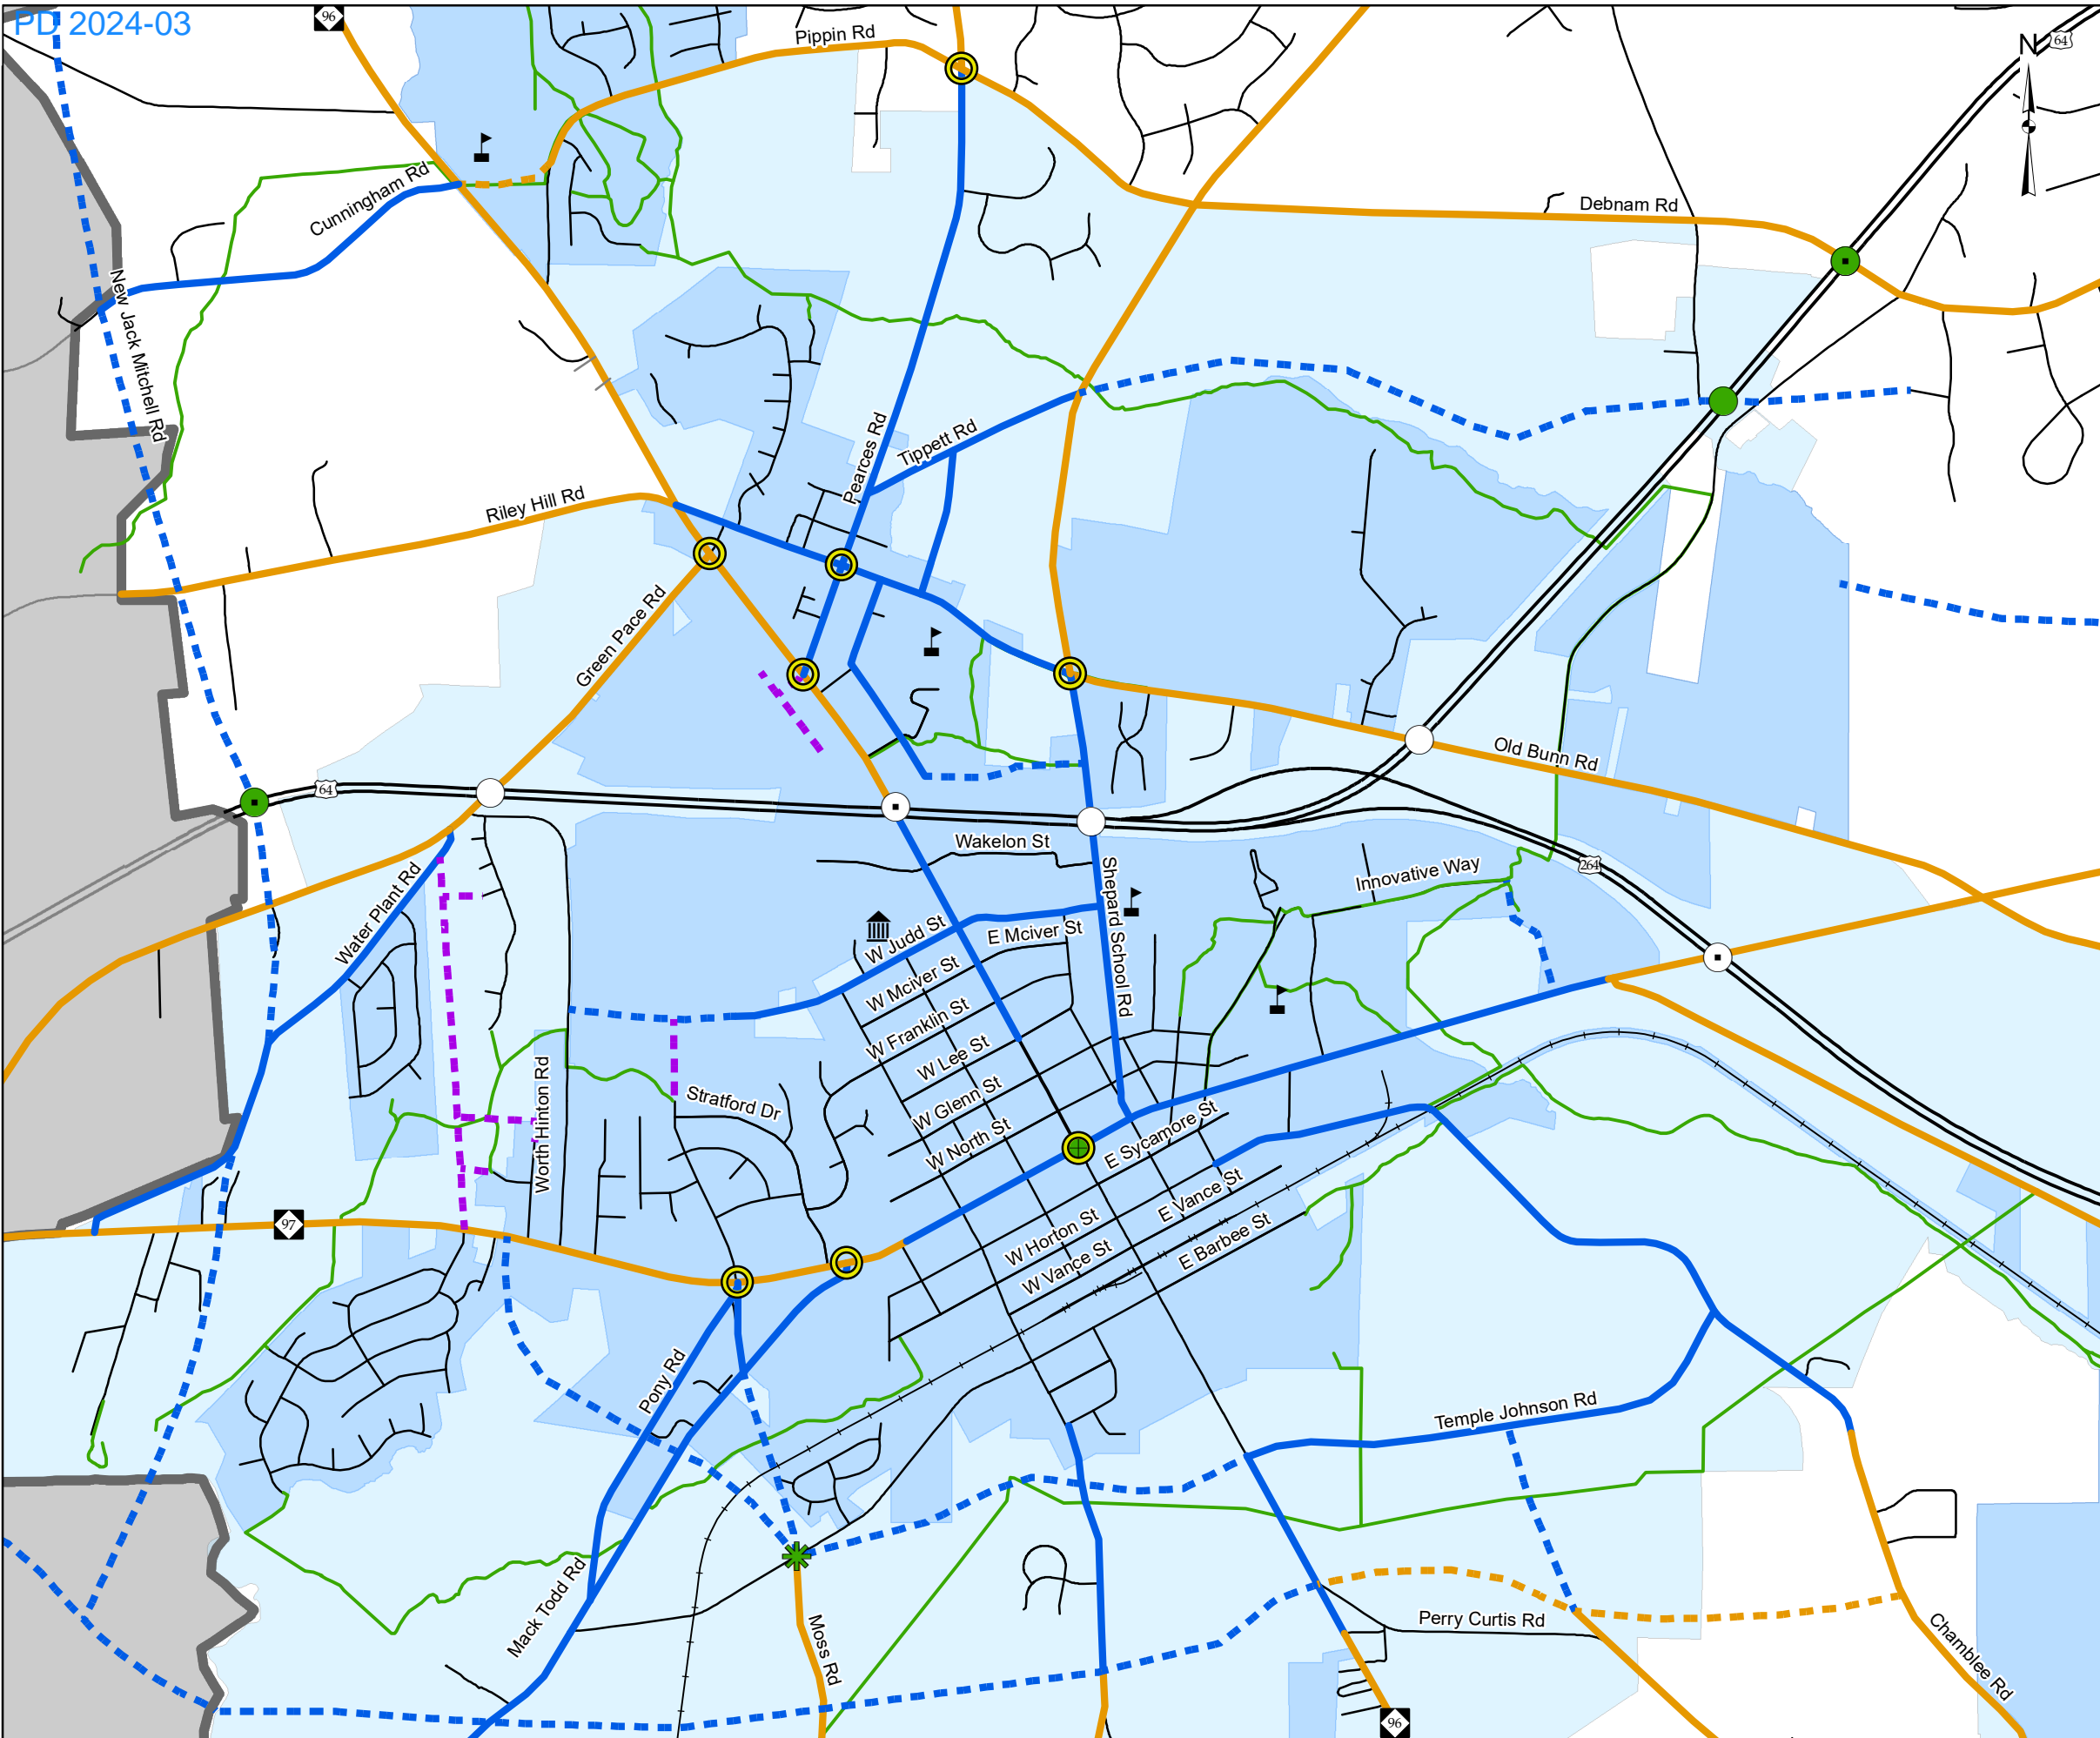 PD 2024-03
96
Pippin Rd
64
N
Cunningham Rd
Debnam Rd
New Jack Mitchell Rd
Pearces Rd
Tippett Rd
Riley Hill Rd
Green Pace Rd
Old Bunn Rd
64
Wakelon St
264
Water Plant Rd
Shepard School Rd
Innovative Way
W Judd St
E Mciver St
W Mciver St
W Franklin St
W Lee St
Worth Hinton Rd
Stratford Dr
W Glenn St
W North St
E Sycamore St
97
E Vance St
W Horton St
W Vance St
E Barbee St
Pony Rd
Temple Johnson Rd
Mack Todd Rd
Moss Rd
Perry Curtis Rd
Chamblee Rd
96